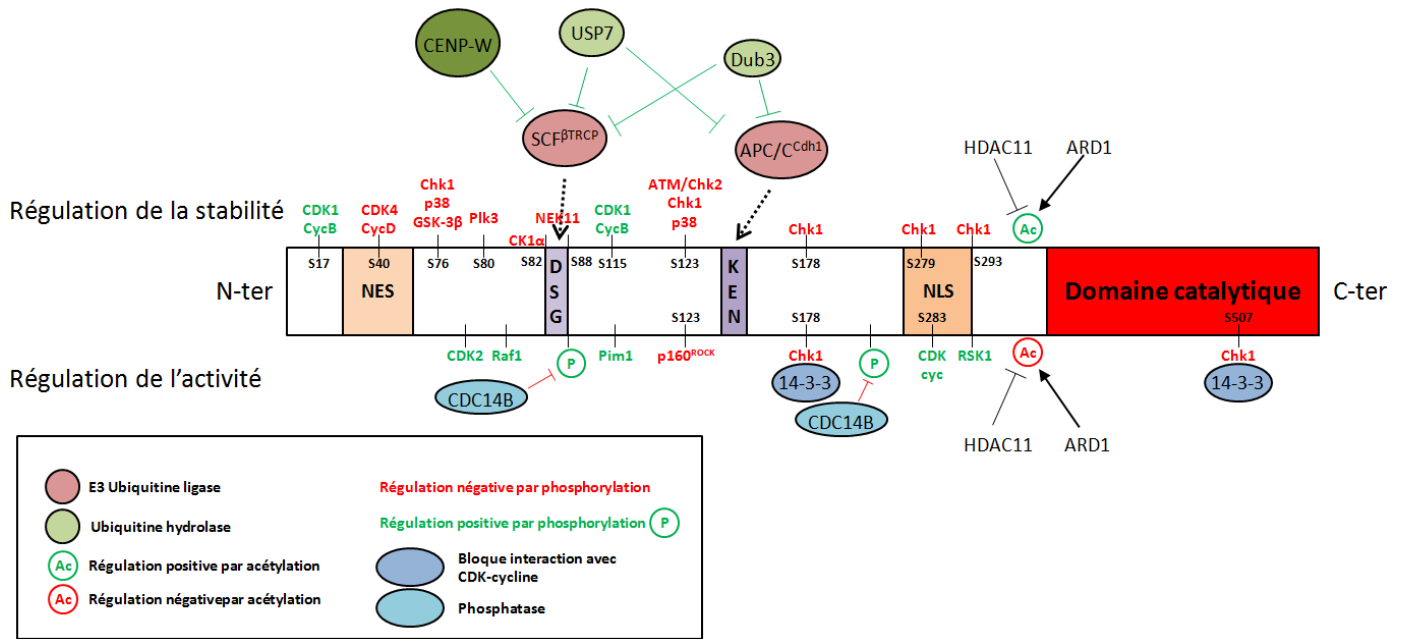 CENP-W
USP7
Dub3
SCFβTRCP
APC/CCdh1
HDAC11
ARD1
Régulation de la stabilité
CDK1
CycB
CDK4
CycD
Chk1
p38
GSK-3β
Plk3
CK1α
NEK11
CDK1
CycB
ATM/Chk2
Chk1
p38
Chk1
Chk1
Chk1
Ac
N-ter
S17
S40
NES
S76
S80
S82
D
S
G
S88
S115
S123
K
E
N
S178
S279
NLS
S293
Domaine catalytique
C-ter
S123
S178
S283
S507
Régulation de l'activité
CDK2
Raf1
P
Pim1
p160ROCK
Chk1
14-3-3
P
CDK
cyc
RSK1
Ac
Chk1
14-3-3
CDC14B
CDC14B
HDAC11
ARD1
E3 Ubiquitine ligase
Ubiquitine hydrolase
Ac
Régulation positive par acétylation
Ac
Régulation négativepar acétylation
Régulation négative par phosphorylation
Régulation positive par phosphorylation
P
Bloque interaction avec
CDK-cycline
Phosphatase